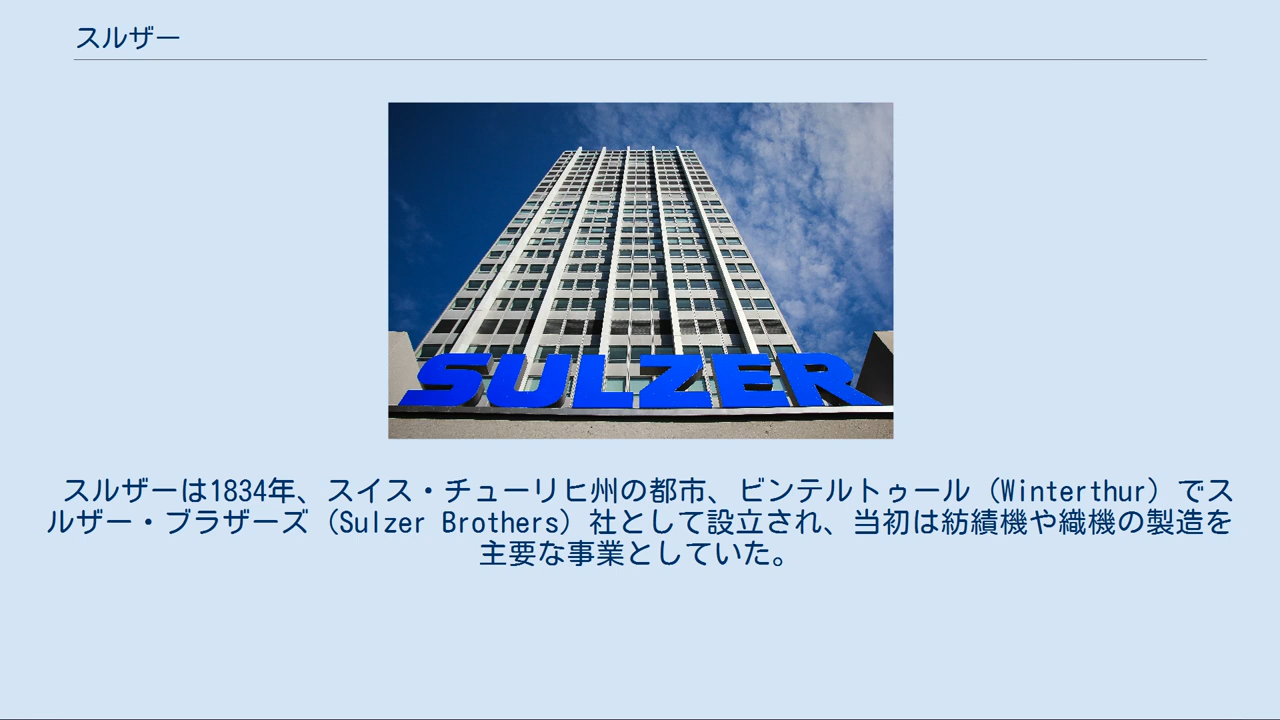 スルザー
SULZER
スルザーは1834年、スイス・チューリヒ州の都市、ビンテルトゥール（Winterthur）でス
ルザー・ブラザーズ（Sulzer Brothers）社として設立され、当初は紡績機や織機の製造を
主要な事業としていた。